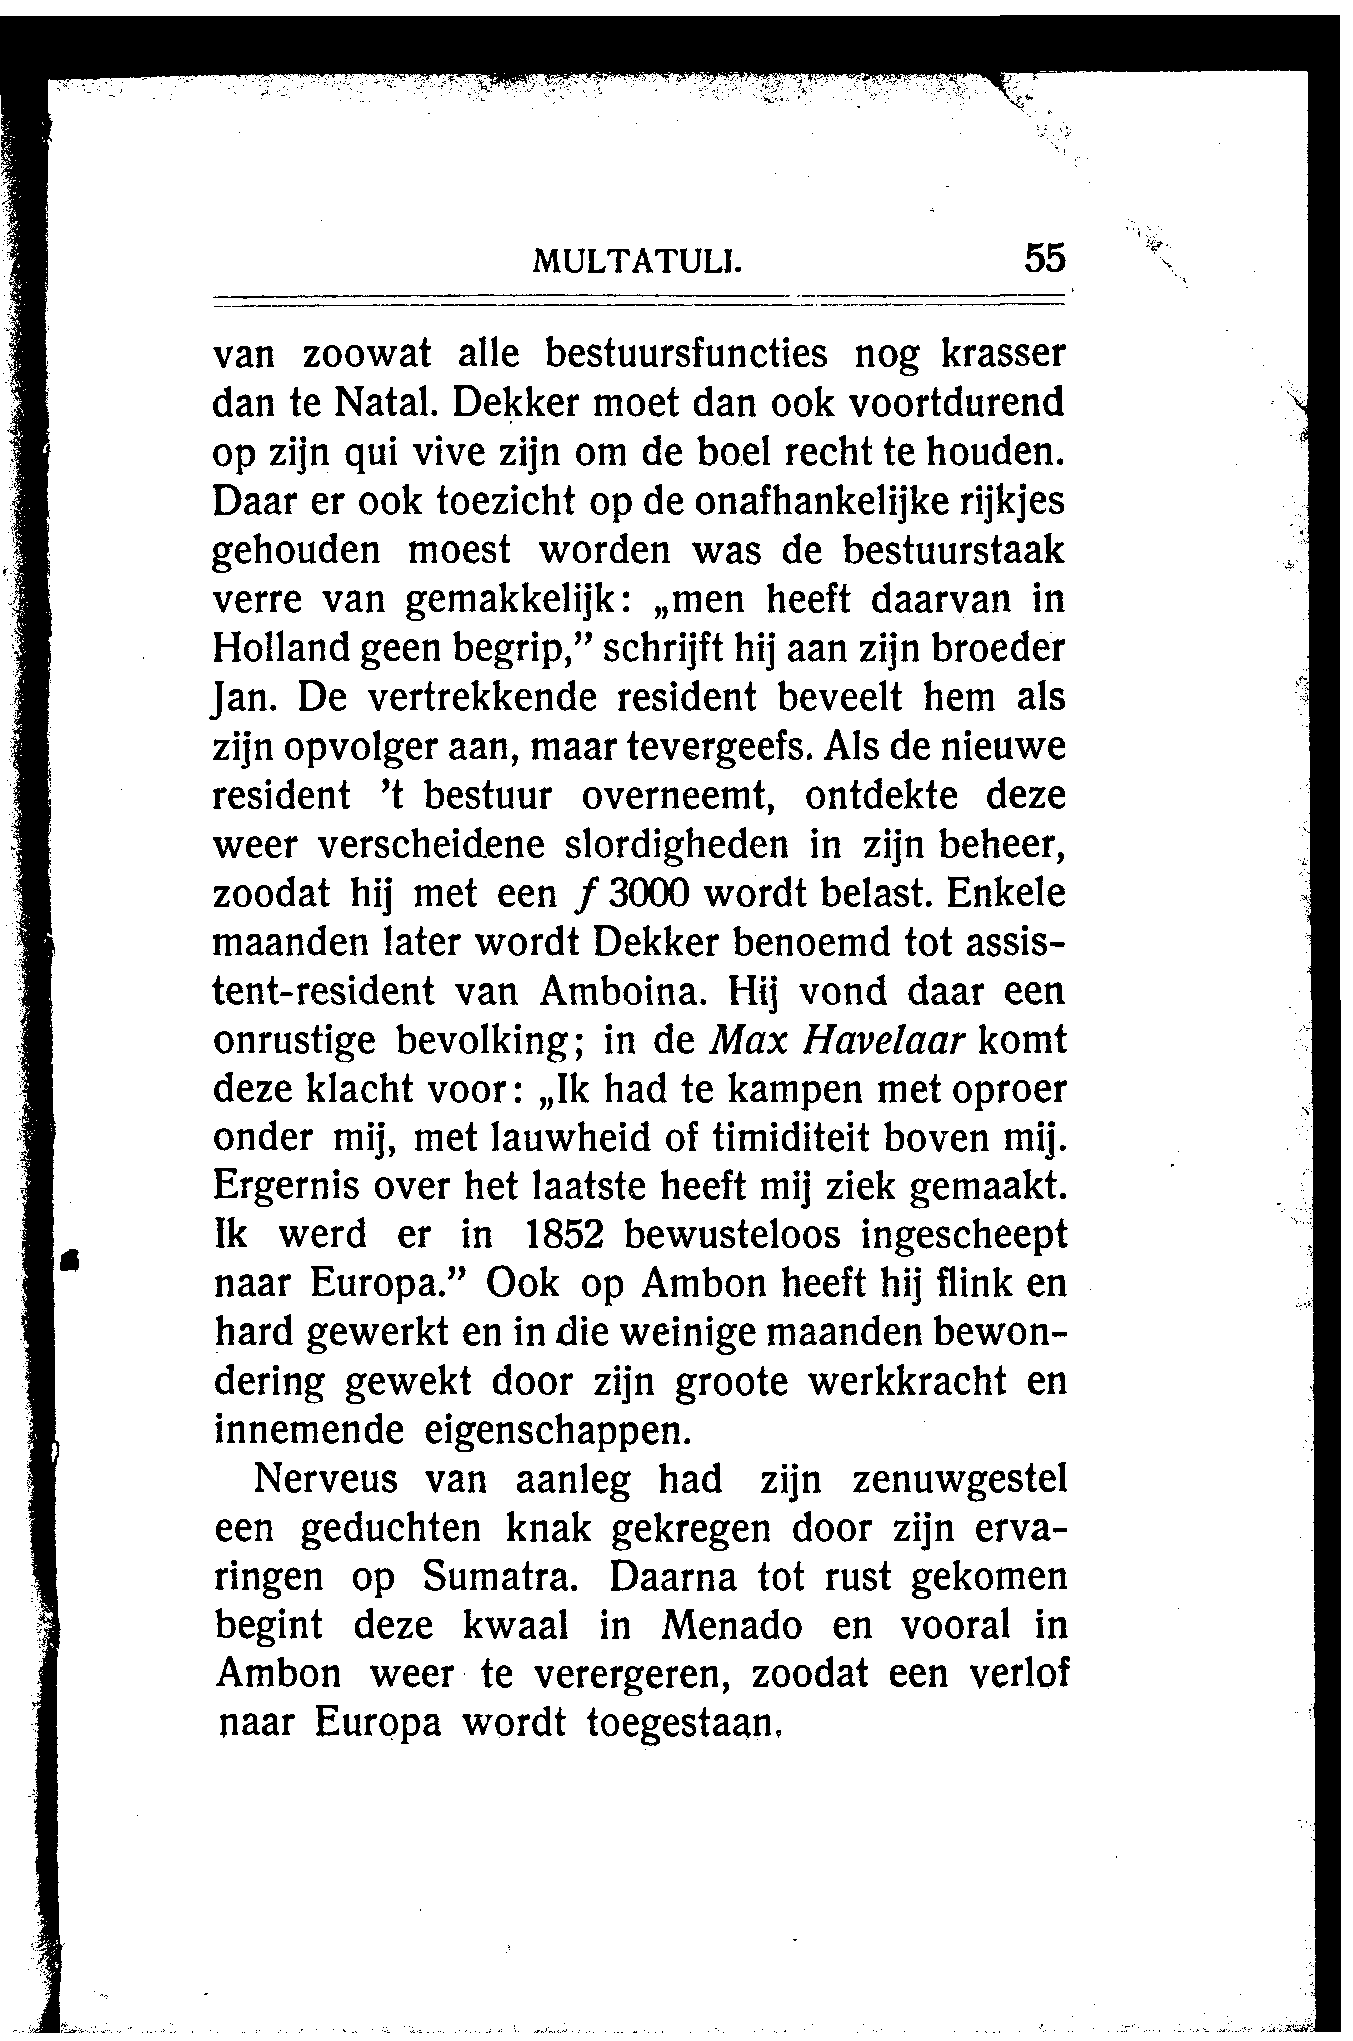 MULTATULI. 55
van zoowat alle bestuursfuncties nog krasser
dan te Natal. Dekker moet dan ook voortdurend
op zijn qui vive zijn om de boel recht te houden.
Daar er ook toezicht op de onafhankelijke rijkjes
gehouden moest worden was de bestuurstaak
verre van gemakkelijk: „men heeft daarvan in
Holland geen begrip,” schrijft hij aan zijn broeder
Jan. De vertrekkende resident beveelt hem als
zijn opvolger aan, maar tevergeefs. Als de nieuwe
resident ’t bestuur overneemt, ontdekte deze
weer verscheidene slordigheden in zijn beheer,
zoodat hij met een f 3000 wordt belast. Enkele
maanden later wordt Dekker benoemd tot assis-
tent-resident van Amboina. Hij vond daar een
onrustige bevolking; in de Max Havelaar komt
deze klacht voor: „Ik had te kampen met oproer
onder mij, met lauwheid of timiditeit boven mij.
Ergernis over het laatste heeft mij ziek gemaakt.
Ik werd er in 1852 bewusteloos ingescheept
naar Europa.” Ook op Ambon heeft hij flink en
hard gewerkt en in die weinige maanden bewon-
dering gewekt door zijn groote werkkracht en
innemende eigenschappen.
Nerveus van aanleg had zijn zenuwgestel
een geduchten knak gekregen door zijn erva-
ringen op Sumatra. Daarna tot rust gekomen
begint deze kwaal in Menado en vooral in
Ambon weer te verergeren, zoodat een verlof
naar Europa wordt toegestaan.